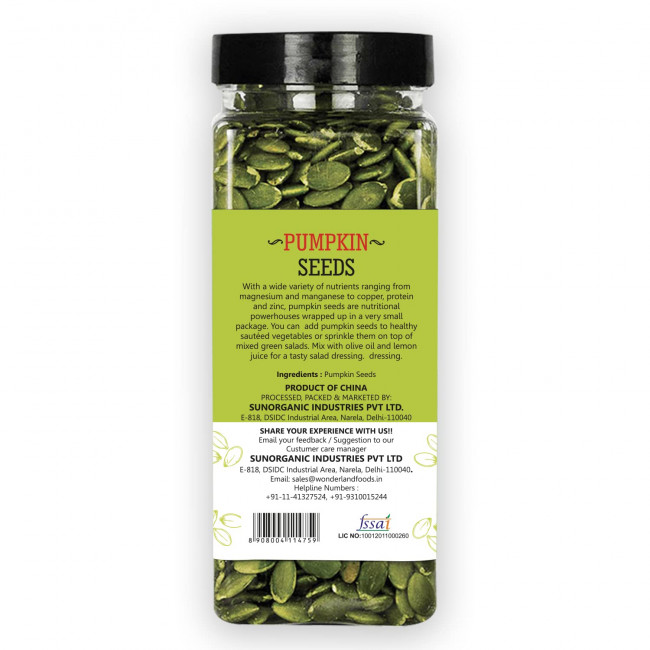 PUMPKIN
SEEDS
With a wide variety of nutrients ranging from
magnesium and manganese to copper, protein
and zinc, pumpkin seeds are nutritional
powerhouses wrapped up in a very small
package. You can add pumpkin seeds to healthy
sautéed vegetables or sprinkle them on top of
mixed green salads. Mix with olive oil and lemon
juice for a tasty salad dressing. dressing.
Ingredients : Pumpkin Seeds
PRODUCT OF CHINA
PROCESSED, PACKED & MARKETED BY:
SUNORGANIC INDUSTRIES PVT LTD.
E-818, DSIDC Industrial Area, Narela, Delhi-110040
SHARE YOUR EXPERIENCE WITH US!!
Email your feedback / Suggestion to our
Custumer care manager
SUNORGANIC INDUSTRIES PVT LTD
E-818, DSIDC Industrial Area, Narela, Delhi-110040.
Email: sales@wonderlandfoods.in
Helpline Numbers :
+91-11-41327524, +91-9310015244
8 908004 114759
fssai
LIC NO:10012011000260